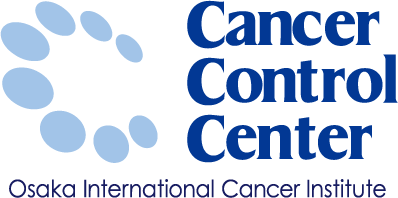 Cancer
Control
Center
Osaka International Cancer Institute